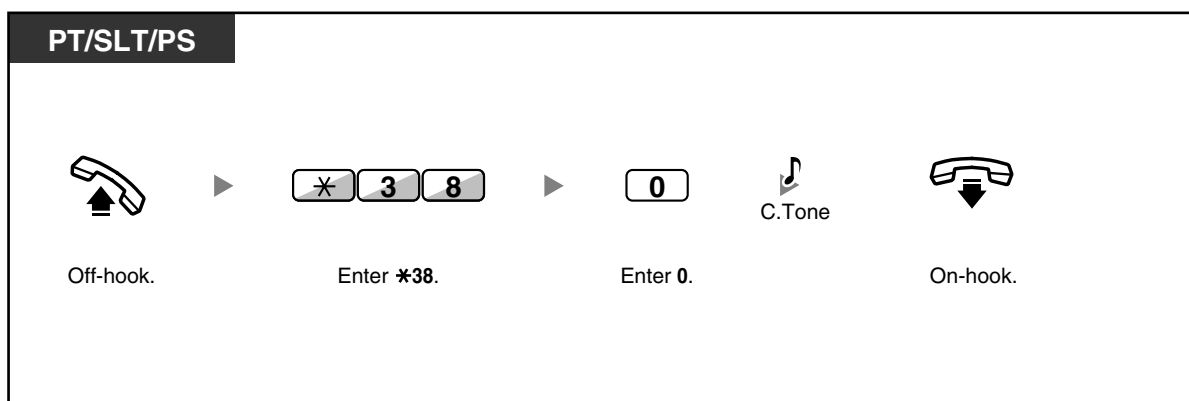 PT/SLT/PS
✳ 3 8 0
C.Tone
Off-hook. Enter ✳38. Enter 0. On-hook.